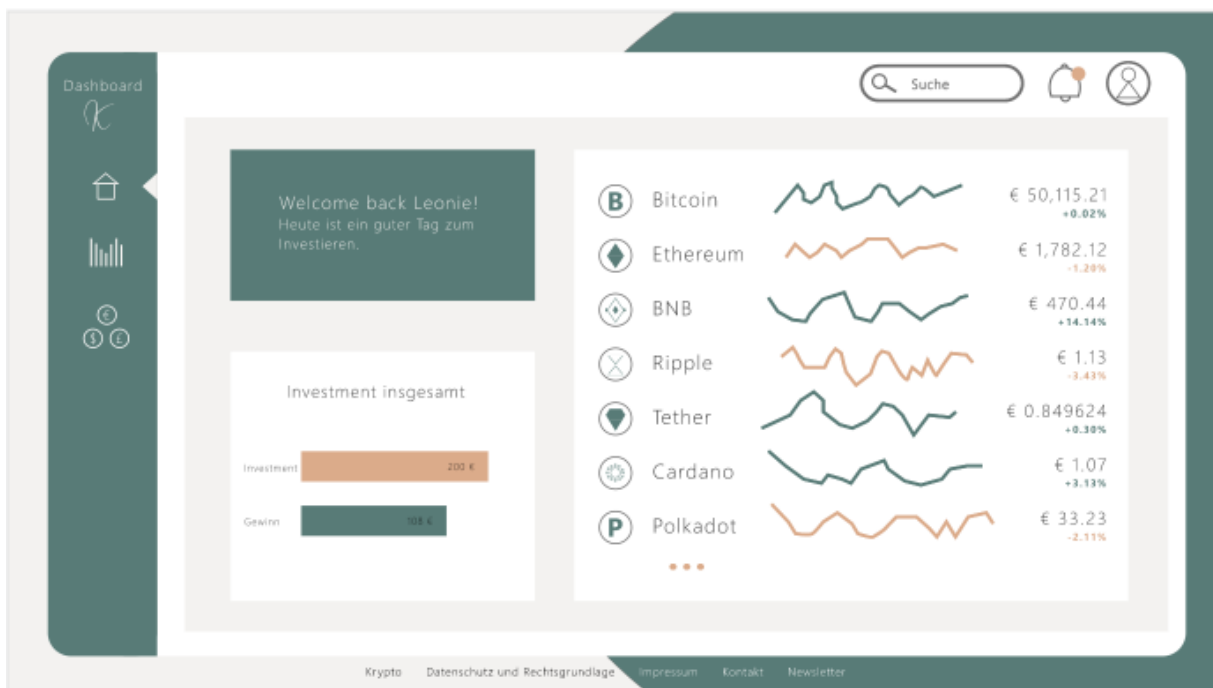 Dashboard
K
Suche
Welcome back Leonie!
Heute ist ein guter Tag zum
Investieren.
Investment insgesamt
Investment 200 €
Gewinn 108 €
B Bitcoin € 50,115.21
+0.02%
Ethereum € 1,782.12
-1.20%
BNB € 470.44
+14.14%
Ripple € 1.13
-3.43%
Tether € 0.849624
+0.30%
Cardano € 1.07
+3.13%
P Polkadot € 33.23
-2.11%
€
$ £
Krypto Datenschutz und Rechtsgrundlage Impressum Kontakt Newsletter